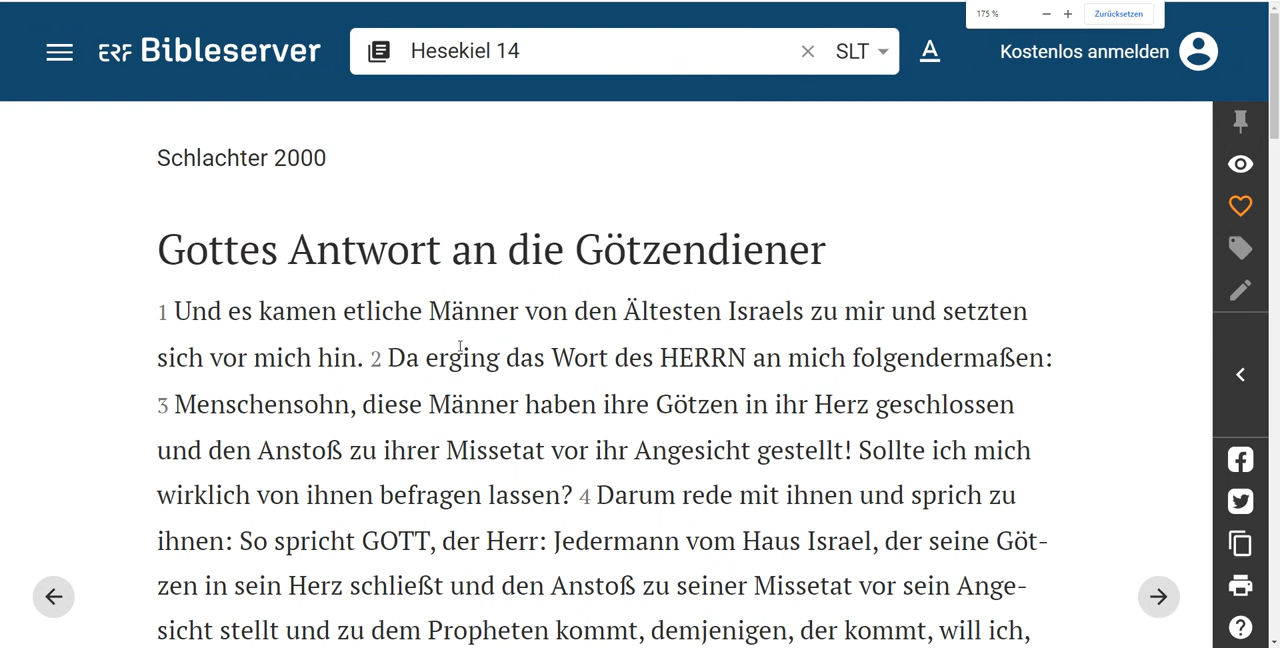 175 %
Zurücksetzen
ERF Bibleserver
Hesekiel 14
SLT
A
Kostenlos anmelden
Schlachter 2000
Gottes Antwort an die Götzendiener
1 Und es kamen etliche Männer von den Ältesten Israels zu mir und setzten
sich vor mich hin. 2 Da erging das Wort des HERRN an mich folgendermaßen:
3 Menschensohn, diese Männer haben ihre Götzen in ihr Herz geschlossen
und den Anstoß zu ihrer Missetat vor ihr Angesicht gestellt! Sollte ich mich
wirklich von ihnen befragen lassen? 4 Darum rede mit ihnen und sprich zu
ihnen: So spricht GOTT, der Herr: Jedermann vom Haus Israel, der seine Göt-
zen in sein Herz schließt und den Anstoß zu seiner Missetat vor sein Ange-
sicht stellt und zu dem Propheten kommt, demjenigen, der kommt, will ich,